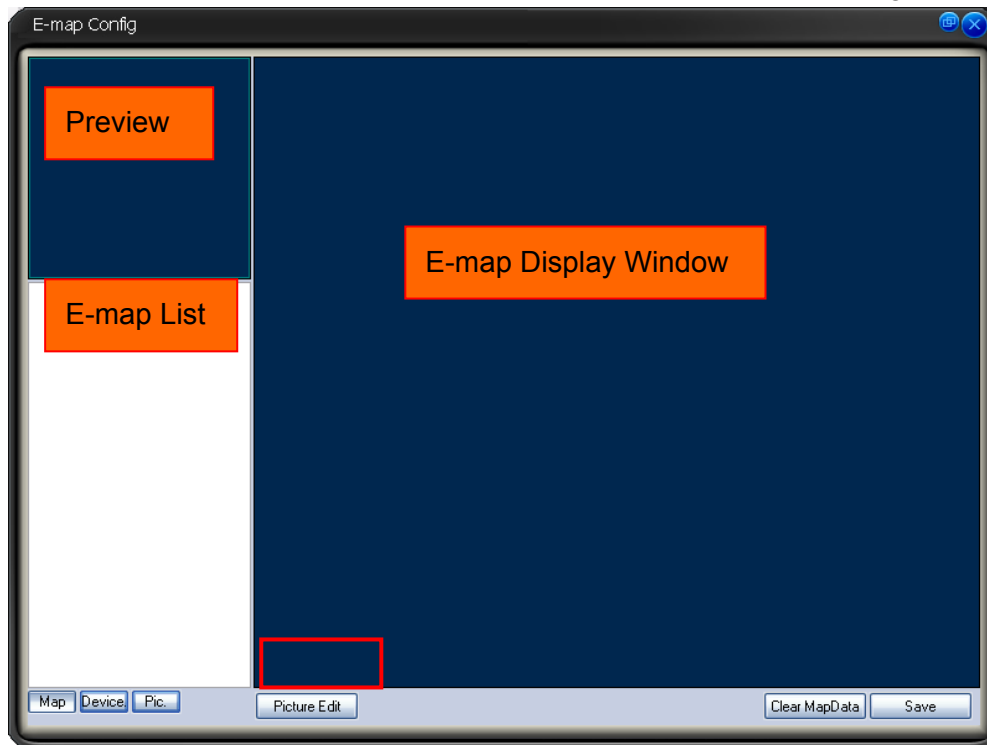 E-map Config
Preview
E-map Display Window
E-map List
Map Device Pic. Picture Edit Clear MapData Save